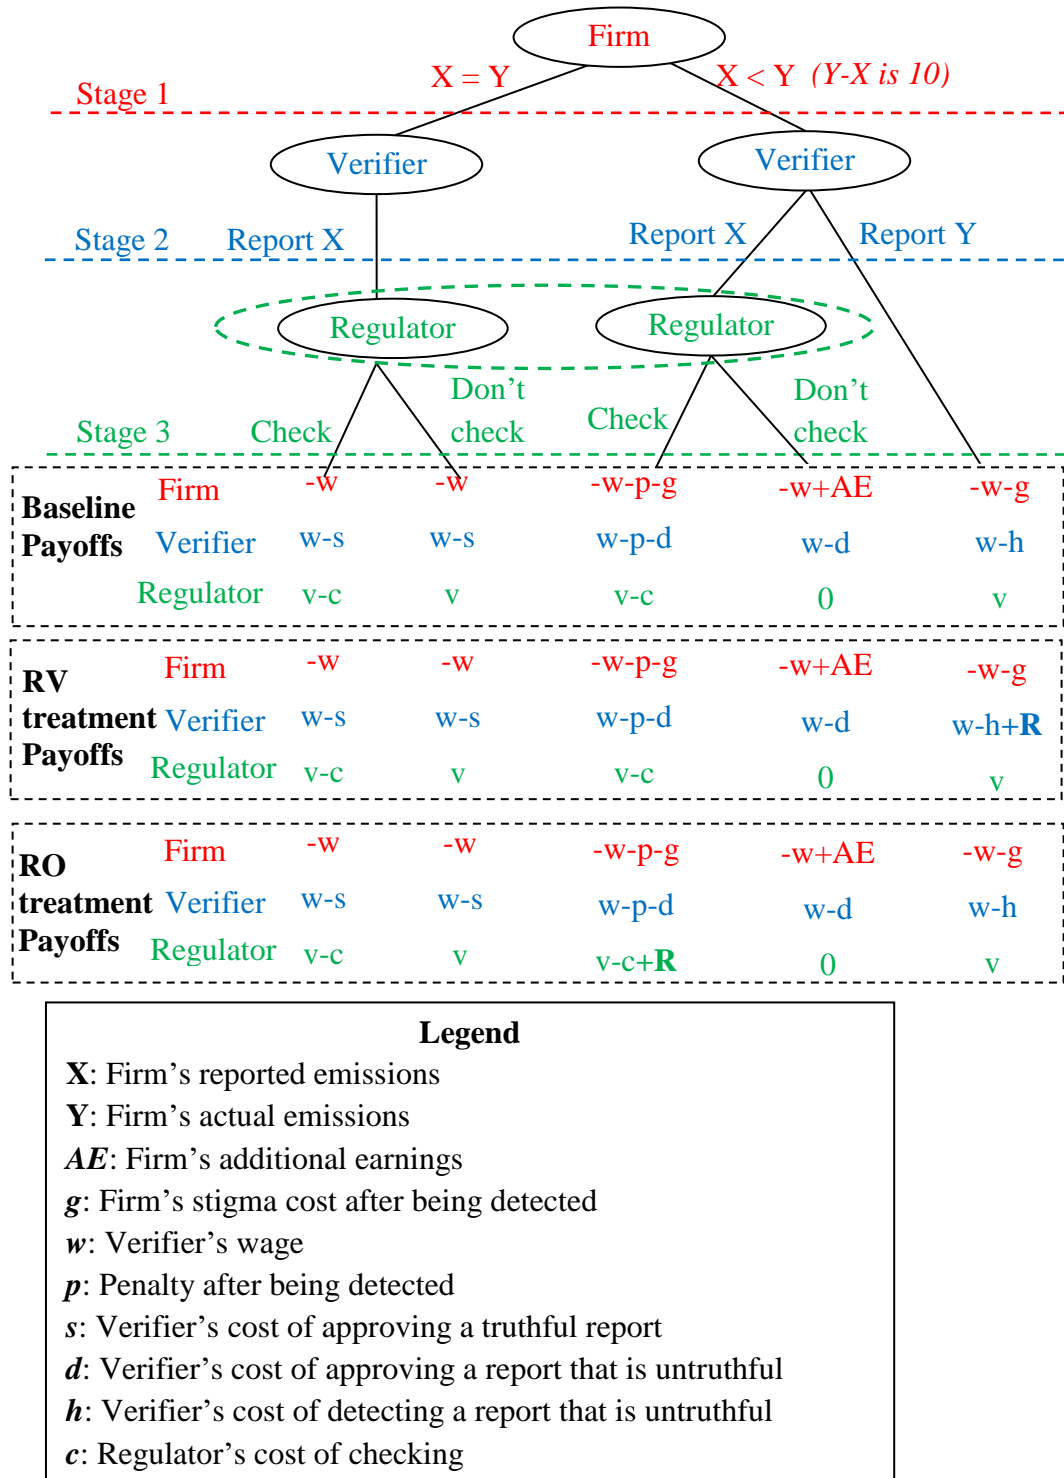 Firm
X = Y X < Y (Y-X is 10)
Stage 1
Verifier Verifier
Stage 2 Report X Report X Report Y
Regulator Regulator
Don't Don't
Stage 3 Check check Check check
Baseline Payoffs
Firm -w -w -w-p-g -w+AE -w-g
Verifier w-s w-s w-p-d w-d w-h
Regulator v-c v v-c 0 v
RV treatment Payoffs
Firm -w -w -w-p-g -w+AE -w-g
Verifier w-s w-s w-p-d w-d w-h+R
Regulator v-c v v-c 0 v
RO treatment Payoffs
Firm -w -w -w-p-g -w+AE -w-g
Verifier w-s w-s w-p-d w-d w-h
Regulator v-c v v-c+R 0 v
Legend
X: Firm's reported emissions
Y: Firm's actual emissions
AE: Firm's additional earnings
g: Firm's stigma cost after being detected
w: Verifier's wage
p: Penalty after being detected
s: Verifier's cost of approving a truthful report
d: Verifier's cost of approving a report that is untruthful
h: Verifier's cost of detecting a report that is untruthful
c: Regulator's cost of checking